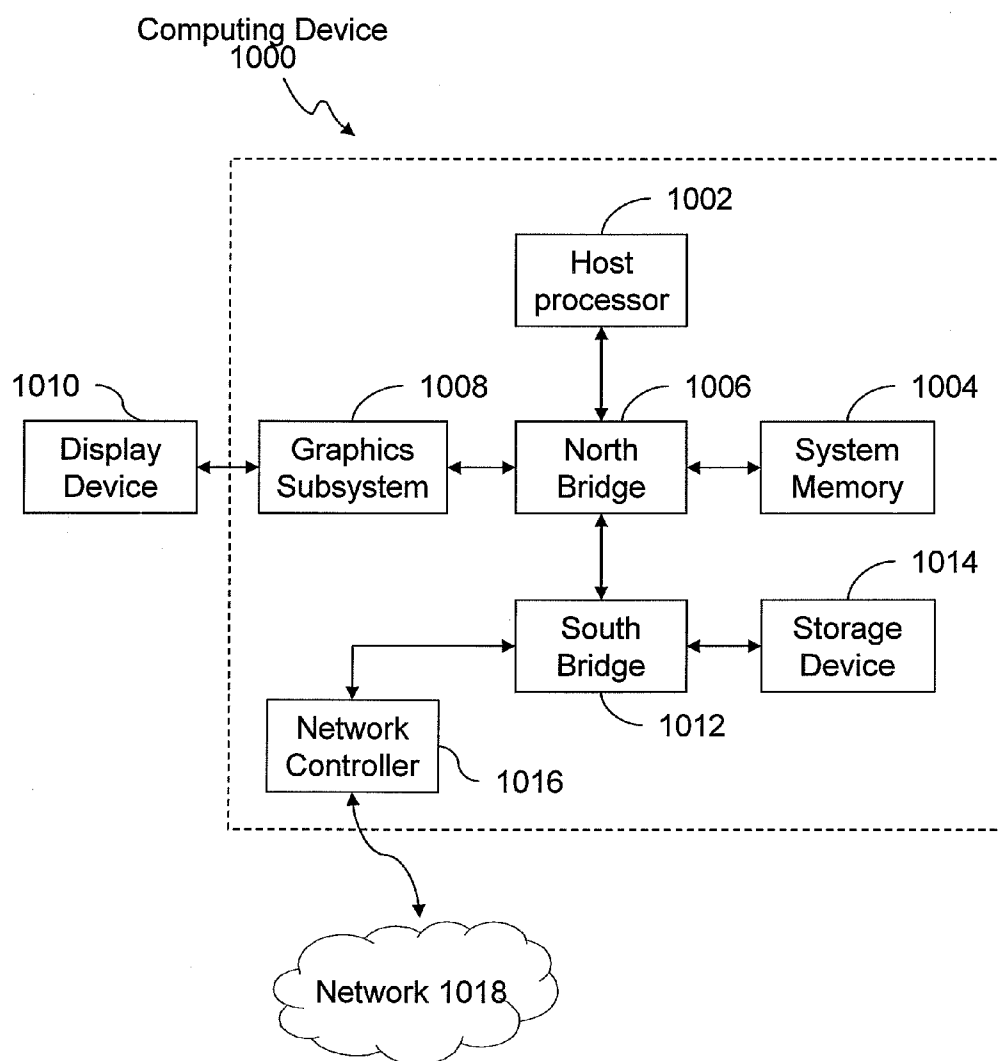 Computing Device
1000
1002
Host
processor
1010
1008
1006
1004
Display
Device
Graphics
Subsystem
North
Bridge
System
Memory
1014
South
Bridge
Storage
Device
1012
Network
Controller
1016
Network 1018